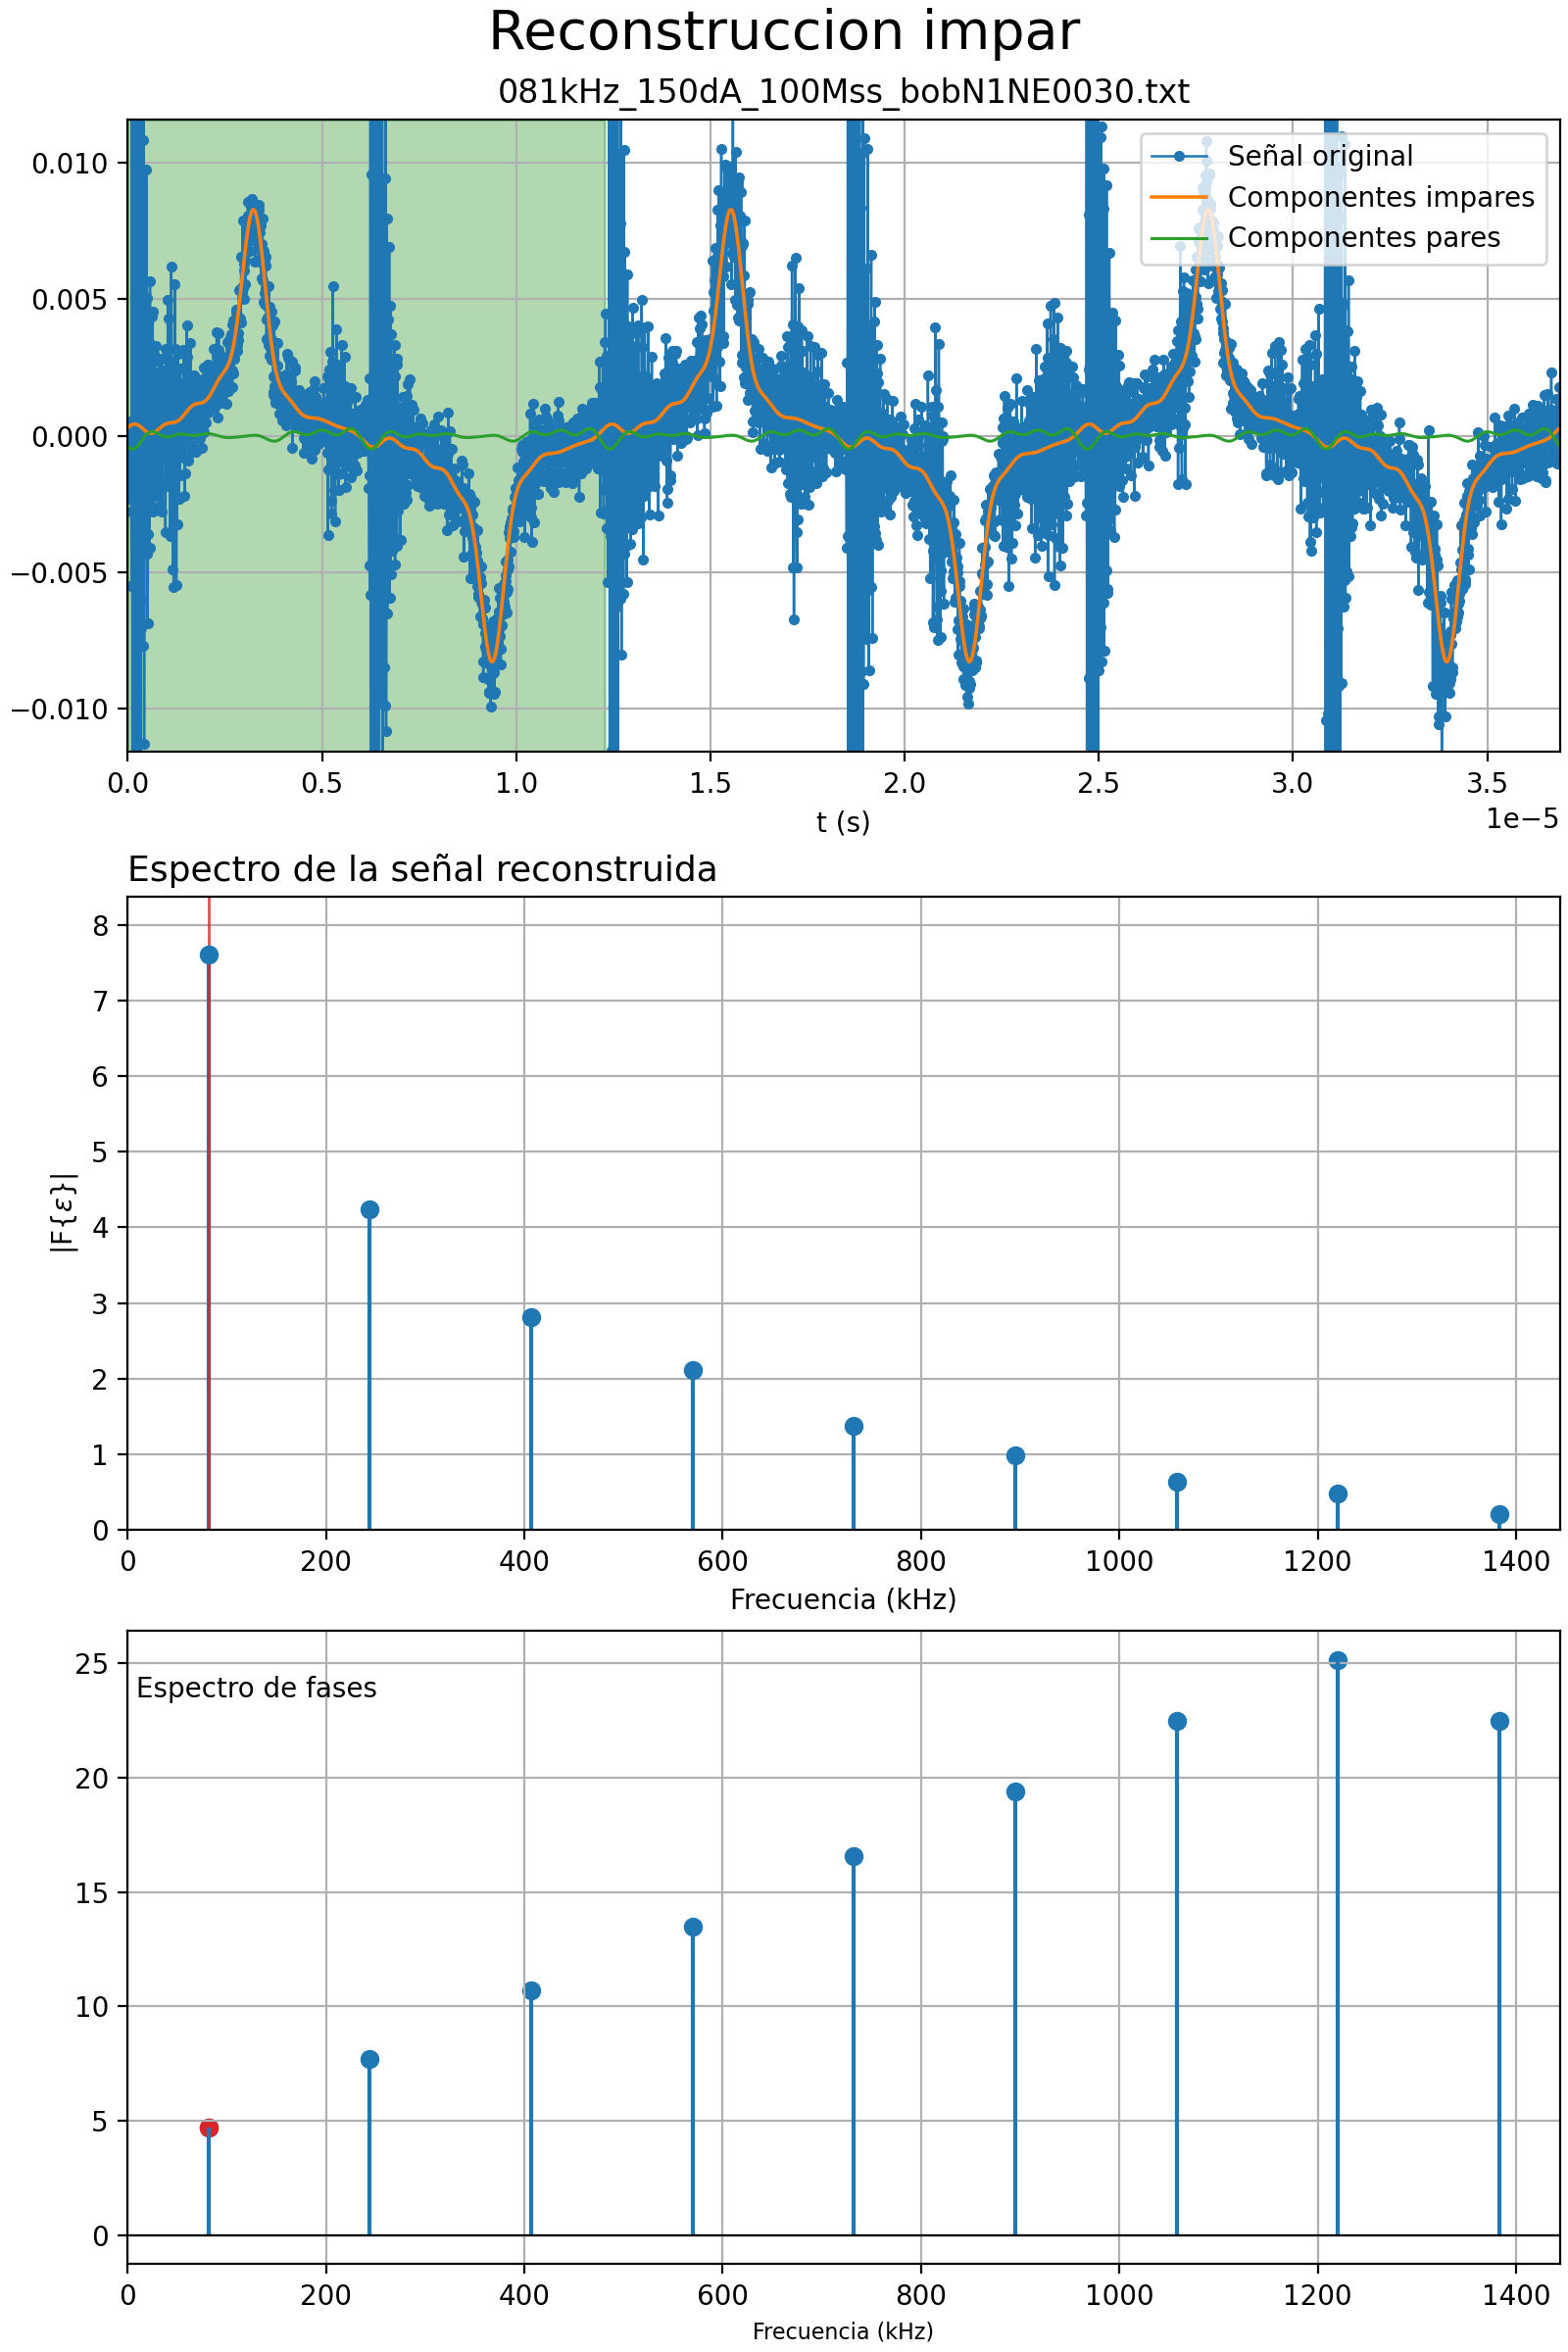 Reconstruccion impar
081kHz_150dA_100Mss_bobN1NE0030.txt
Señal original
Componentes impares
Componentes pares
0.010
0.005
0.000
−0.005
−0.010
0.0 0.5 1.0 1.5 2.0 2.5 3.0 3.5
1e−5
t (s)
Espectro de la señal reconstruida
8
7
6
5
4
3
2
1
0
|F{ε}|
0 200 400 600 800 1000 1200 1400
Frecuencia (kHz)
Espectro de fases
25
20
15
10
5
0
0 200 400 600 800 1000 1200 1400
Frecuencia (kHz)